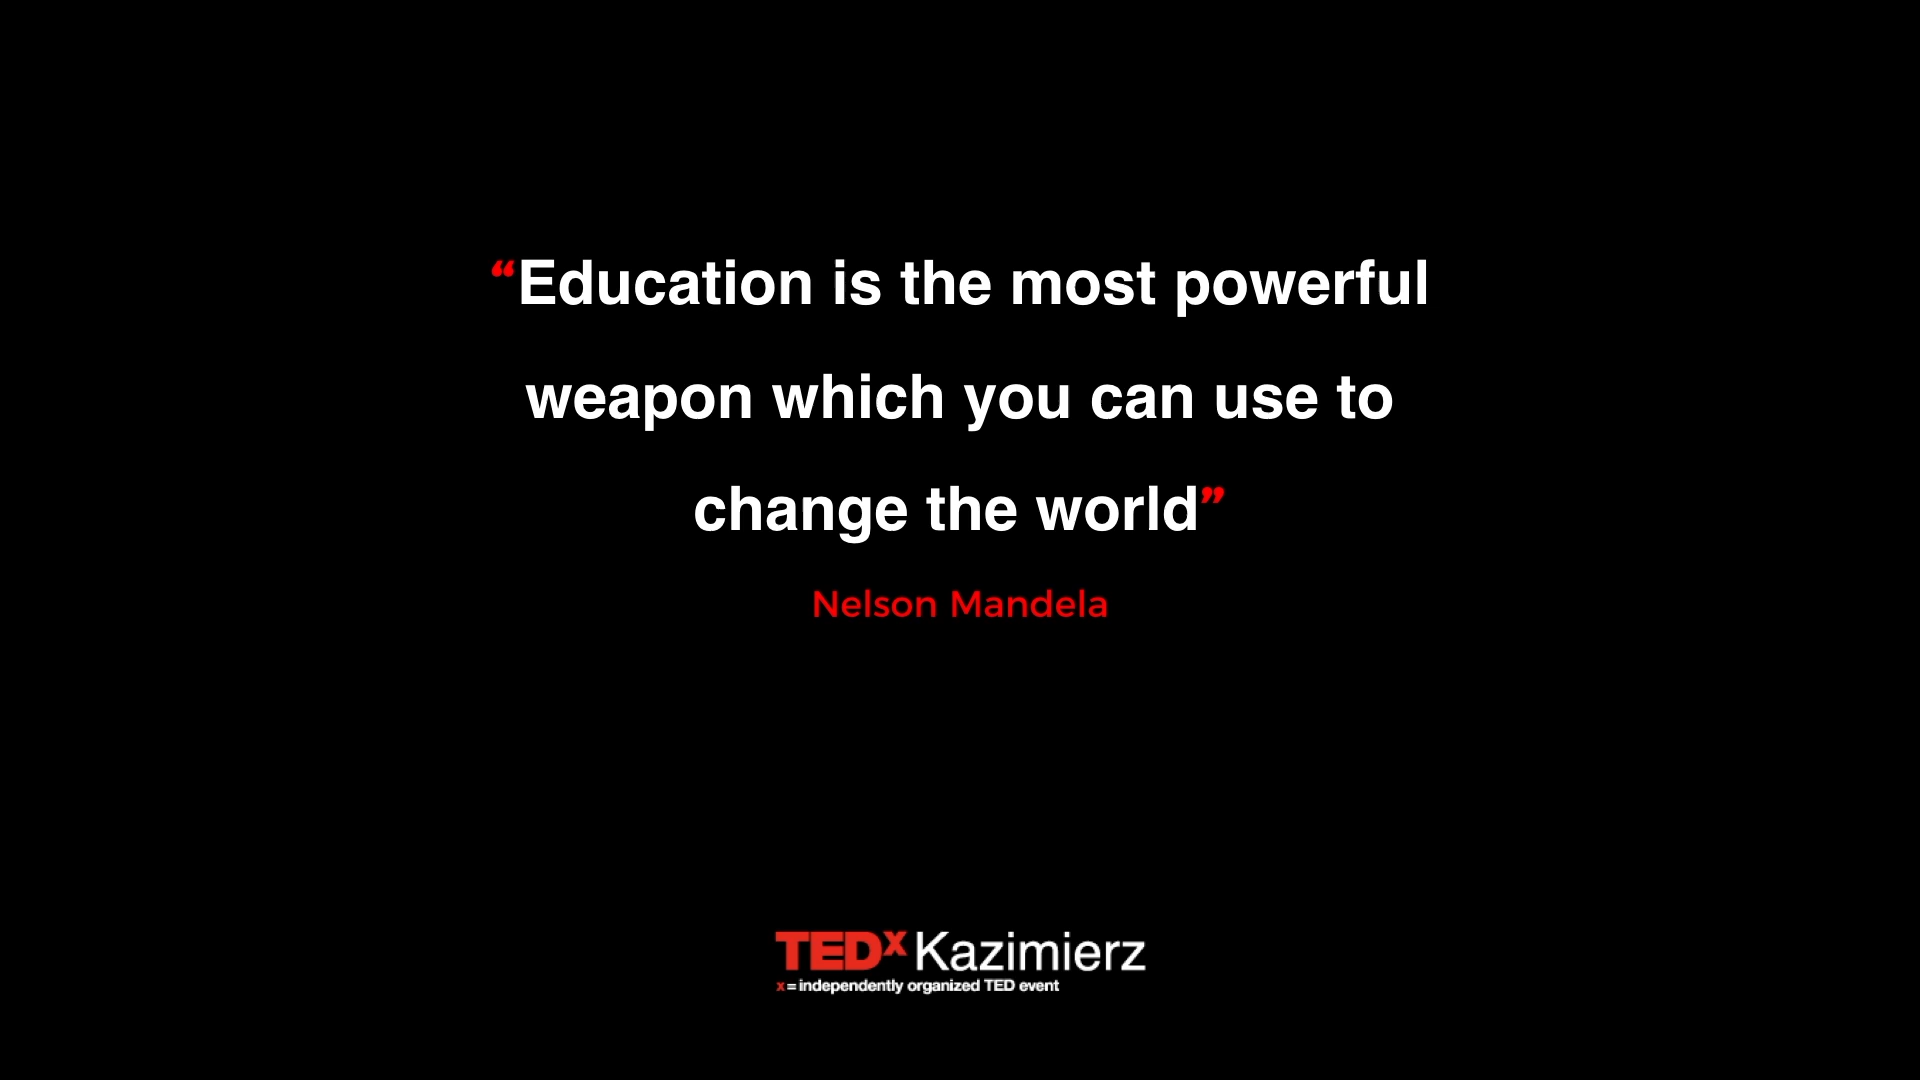 “Education is the most powerful
weapon which you can use to
change the world”
Nelson Mandela
TEDx Kazimierz
x = independently organized TED event